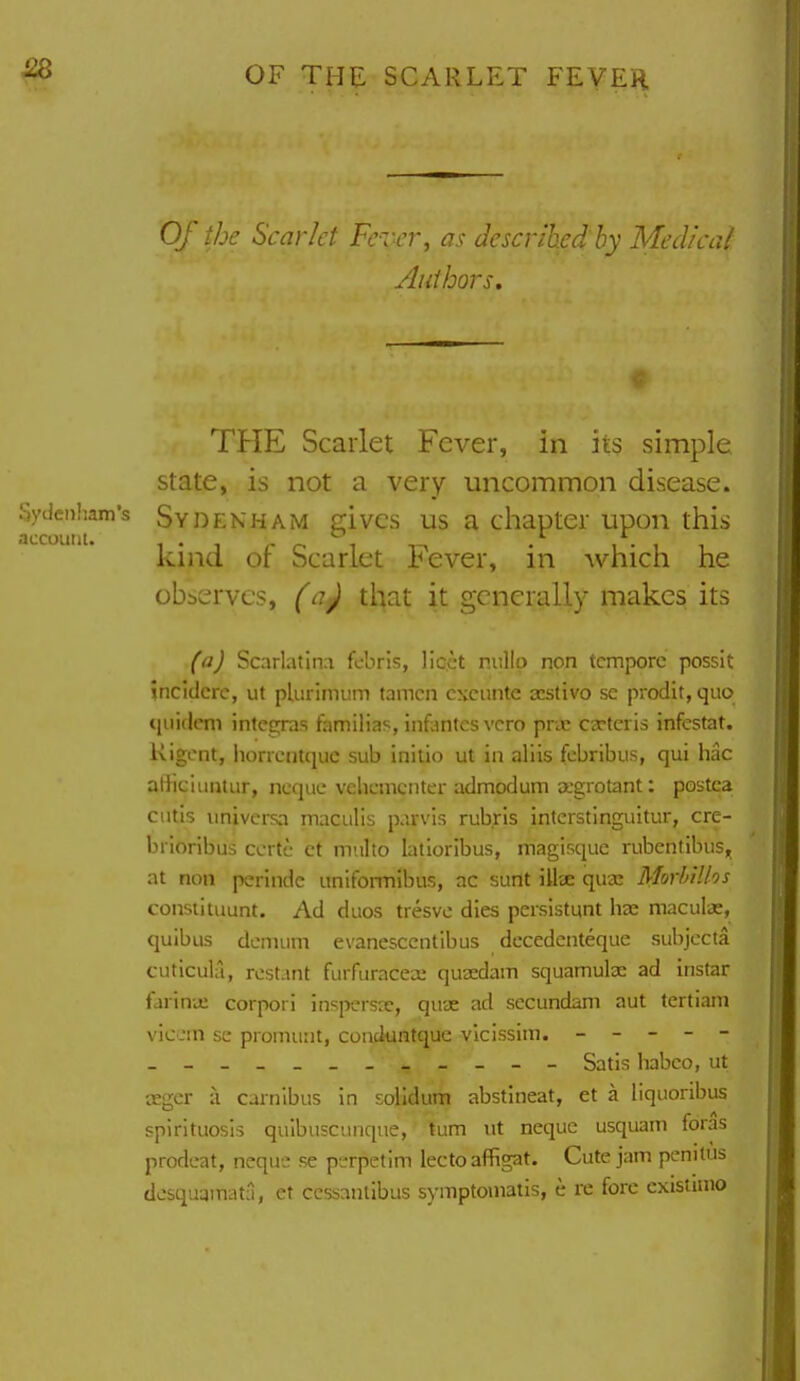 28
OF THE SCARLET FEVER
Of the Scarlet Fever, as described by Medical
Authors.
THE Scarlet Fever, in its simple
state, is not a very uncommon disease.
Sydenham's
account.
SYDENHAM gives us a chapter upon this
kind of Scarlet Fever, in which he
observes, (a) that it generally makes its
(a) Scarlatina febris, licèt nullo non tempore possit
incidere, ut plurimum tamen exeunte æstivo se prodit, quo
quidem integras familias, infantes vero præ cæteris infestat.
Rigent, horrentque sub initio ut in aliis febribus, qui hâc
afficiuntur, neque vehementer admodum ægrotant: postea
cutis universa maculis parvis rubris interstinguitur, cre-
brioribus certè et multo latioribus, magisque rubentibus,
at non perinde uniformibus, ac sunt illæ quæ Morbillos
constituunt. Ad duos trésve dies persistunt hæ maculæ,
quibus demum evanescentibus decedentéque subjectâ
cuticulâ, restant furfuraceæ quædam squamulæ ad instar
farinæ corpori inspersæ, quæ ad secundam aut tertiam
vicem se promunt, conduntque vicissim. - - - - -
- - - - - - - - - - - - Satis habeo, ut
æger à carnibus in solidum abstineat, et à liquoribus
spirituosis quibuscunque, tum ut neque usquam forâs
prodeat, neque se perpetim lecto affigat. Cute jam penitùs
desquamatâ, et cessantibus symptomatis, è re fore existimo